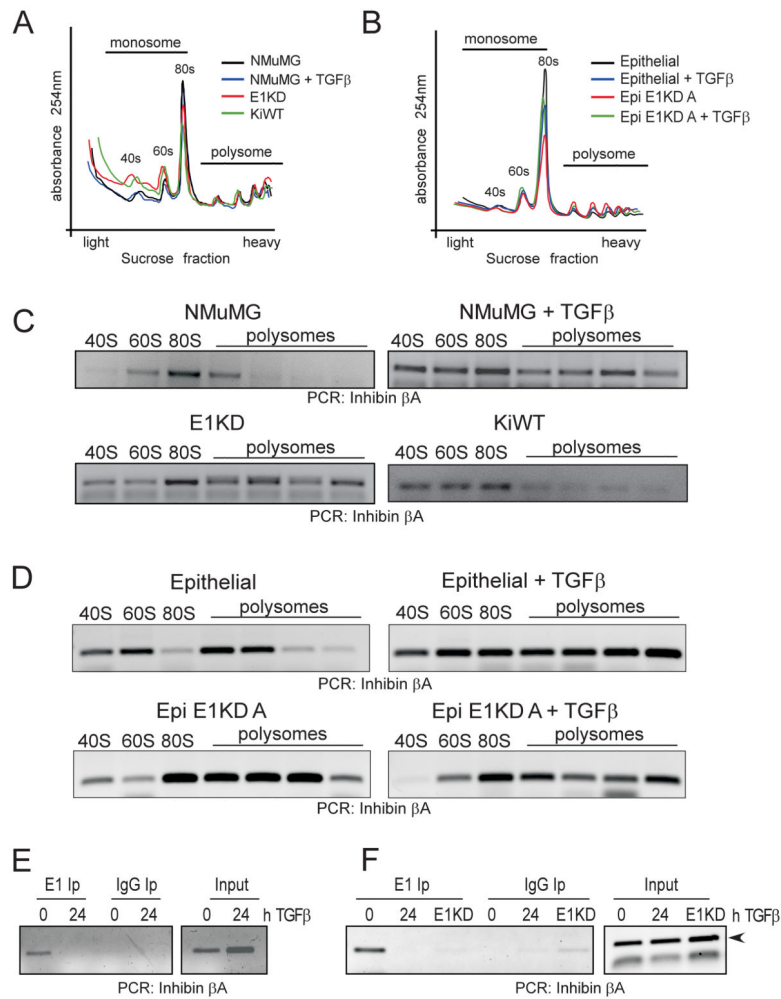 A
monosome
80s
60s
40s
polysome
NMuMG
NMuMG + TGFβ
E1KD
KiWT
absorbance 254nm
light heavy
Sucrose fraction
B
monosome
80s
60s
40s
polysome
Epithelial
Epithelial + TGFβ
Epi E1KD A
Epi E1KD A + TGFβ
absorbance 254nm
light heavy
Sucrose fraction
C
NMuMG
40S 60S 80S polysomes
NMuMG + TGFβ
40S 60S 80S polysomes
PCR: Inhibin βA
E1KD
40S 60S 80S polysomes
KiWT
40S 60S 80S polysomes
PCR: Inhibin βA
D
Epithelial
40S 60S 80S polysomes
Epithelial + TGFβ
40S 60S 80S polysomes
PCR: Inhibin βA
Epi E1KD A
40S 60S 80S polysomes
Epi E1KD A + TGFβ
40S 60S 80S polysomes
PCR: Inhibin βA
E
E1 Ip IgG Ip Input
0 24 0 24 0 24 h TGFβ
PCR: Inhibin βA
F
E1 Ip IgG Ip Input
0 24 E1KD 0 24 E1KD 0 24 E1KD h TGFβ
PCR: Inhibin βA